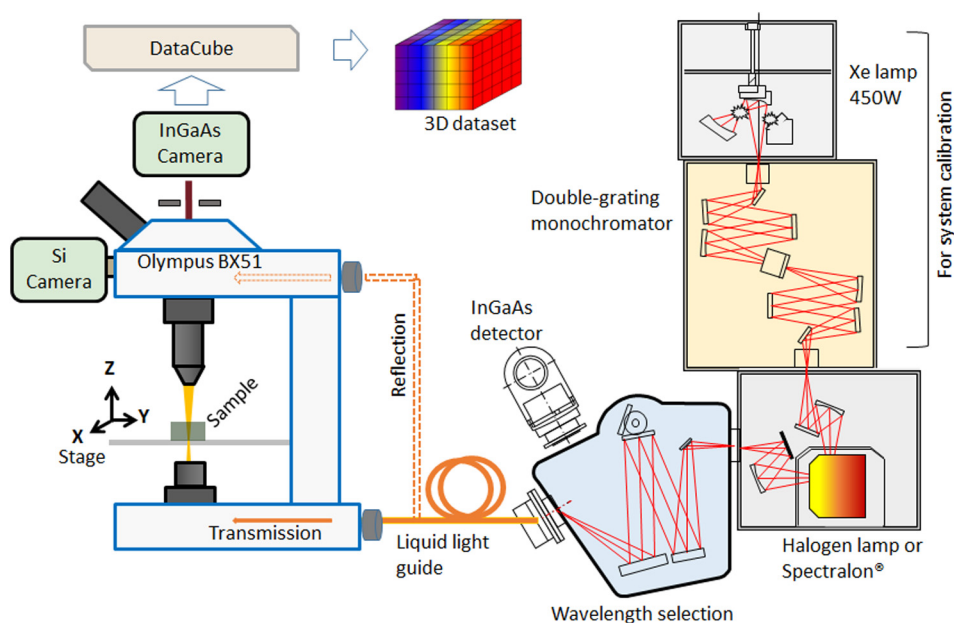 DataCube
3D dataset
InGaAs
Camera
Si
Camera
Olympus BX51
Z
Y
X
Stage
Sample
Reflection
Transmission
Liquid light
guide
InGaAs
detector
Wavelength selection
Double-grating
monochromator
Xe lamp
450W
For system calibration
Halogen lamp or
Spectralon®